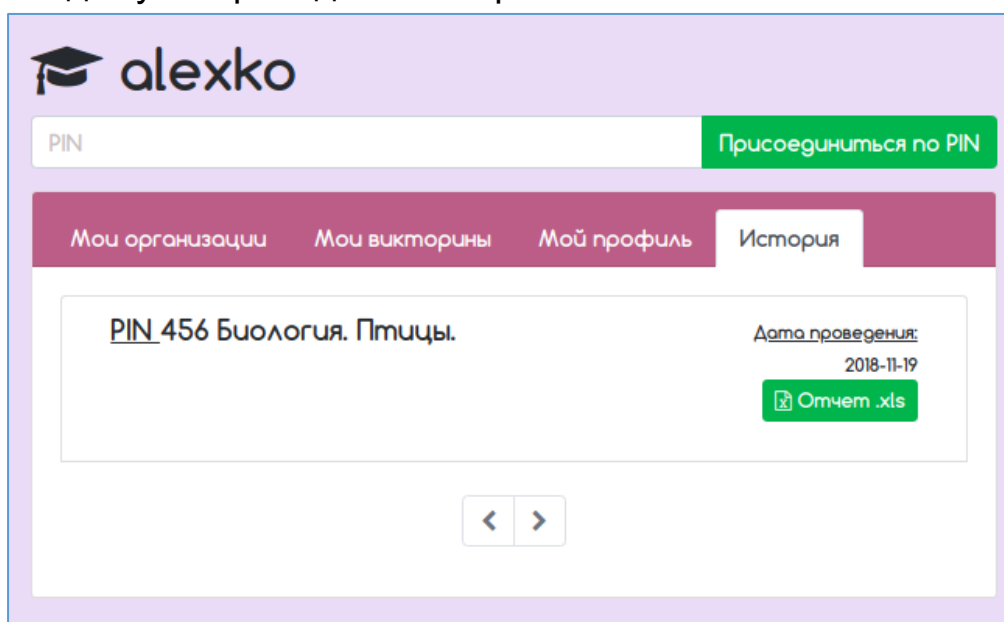 alexko
PIN Присоединиться по PIN
Мои организации Мои викторины Мой профиль История
PIN 456 Биология. Птицы.
Дата проведения:
2018-11-19
Отчет .xls